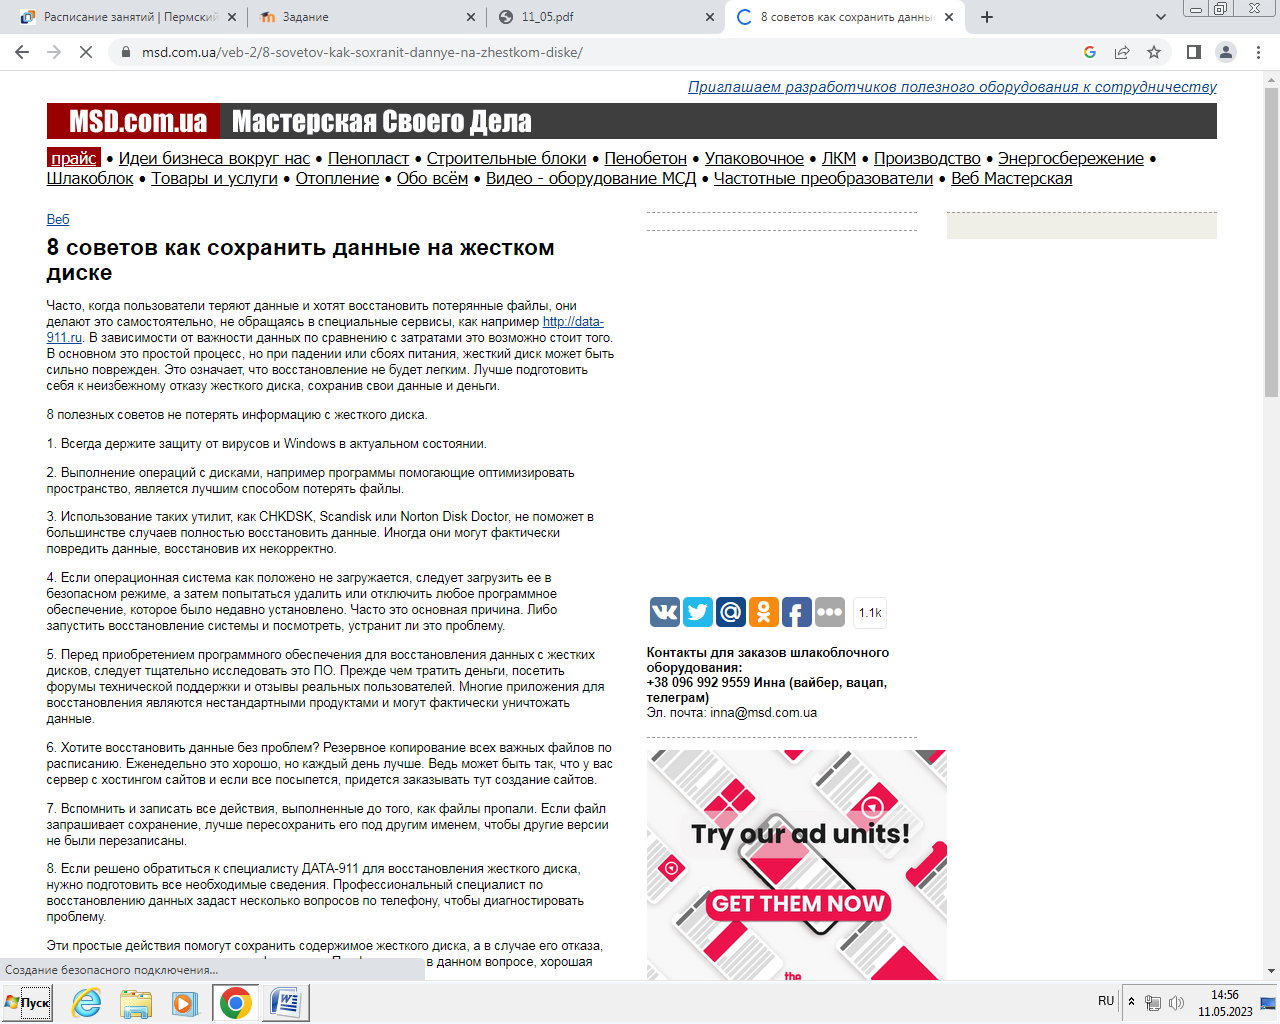 Расписание занятий | Пермский
Задание
11_05.pdf
8 советов как сохранить данные
msd.com.ua/veb-2/8-sovetov-kak-soxranit-dannye-na-zhestkom-diske/
Приглашаем разработчиков полезного оборудования к сотрудничеству
MSD.com.ua Мастерская Своего Дела
прайс • Идеи бизнеса вокруг нас • Пенопласт • Строительные блоки • Пенобетон • Упаковочное • ЛКМ • Производство • Энергосбережение •
Шлакоблок • Товары и услуги • Отопление • Обо всём • Видео - оборудование МСД • Частотные преобразователи • Веб Мастерская
Веб
8 советов как сохранить данные на жестком
диске
Часто, когда пользователи теряют данные и хотят восстановить потерянные файлы, они
делают это самостоятельно, не обращаясь в специальные сервисы, как например http://data-
911.ru. В зависимости от важности данных по сравнению с затратами это возможно стоит того.
В основном это простой процесс, но при падении или сбоях питания, жесткий диск может быть
сильно поврежден. Это означает, что восстановление не будет легким. Лучше подготовить
себя к неизбежному отказу жесткого диска, сохранив свои данные и деньги.
8 полезных советов не потерять информацию с жесткого диска.
1. Всегда держите защиту от вирусов и Windows в актуальном состоянии.
2. Выполнение операций с дисками, например программы помогающие оптимизировать
пространство, является лучшим способом потерять файлы.
3. Использование таких утилит, как CHKDSK, Scandisk или Norton Disk Doctor, не поможет в
большинстве случаев полностью восстановить данные. Иногда они могут фактически
повредить данные, восстановив их некорректно.
4. Если операционная система как положено не загружается, следует загрузить ее в
безопасном режиме, а затем попытаться удалить или отключить любое программное
обеспечение, которое было недавно установлено. Часто это основная причина. Либо
запустить восстановление системы и посмотреть, устранит ли это проблему.
5. Перед приобретением программного обеспечения для восстановления данных с жестких
дисков, следует тщательно исследовать это ПО. Прежде чем тратить деньги, посетить
форумы технической поддержки и отзывы реальных пользователей. Многие приложения для
восстановления являются нестандартными продуктами и могут фактически уничтожать
данные.
6. Хотите восстановить данные без проблем? Резервное копирование всех важных файлов по
расписанию. Еженедельно это хорошо, но каждый день лучше. Ведь может быть так, что у вас
сервер с хостингом сайтов и если все посыпется, придется заказывать тут создание сайтов.
7. Вспомнить и записать все действия, выполненные до того, как файлы пропали. Если файл
запрашивает сохранение, лучше пересохранить его под другим именем, чтобы другие версии
не были перезаписаны.
8. Если решено обратиться к специалисту ДАТА-911 для восстановления жесткого диска,
нужно подготовить все необходимые сведения. Профессиональный специалист по
восстановлению данных задаст несколько вопросов по телефону, чтобы диагностировать
проблему.
Эти простые действия помогут сохранить содержимое жесткого диска, а в случае его отказа,
в данном вопросе, хорошая
1.1k
Контакты для заказов шлакоблочного
оборудования:
+38 096 992 9559 Инна (вайбер, вацап,
телеграм)
Эл. почта: inna@msd.com.ua
Try our ad units!
GET THEM NOW
the
Создание безопасного подключения...
Пуск
RU
14:56
11.05.2023